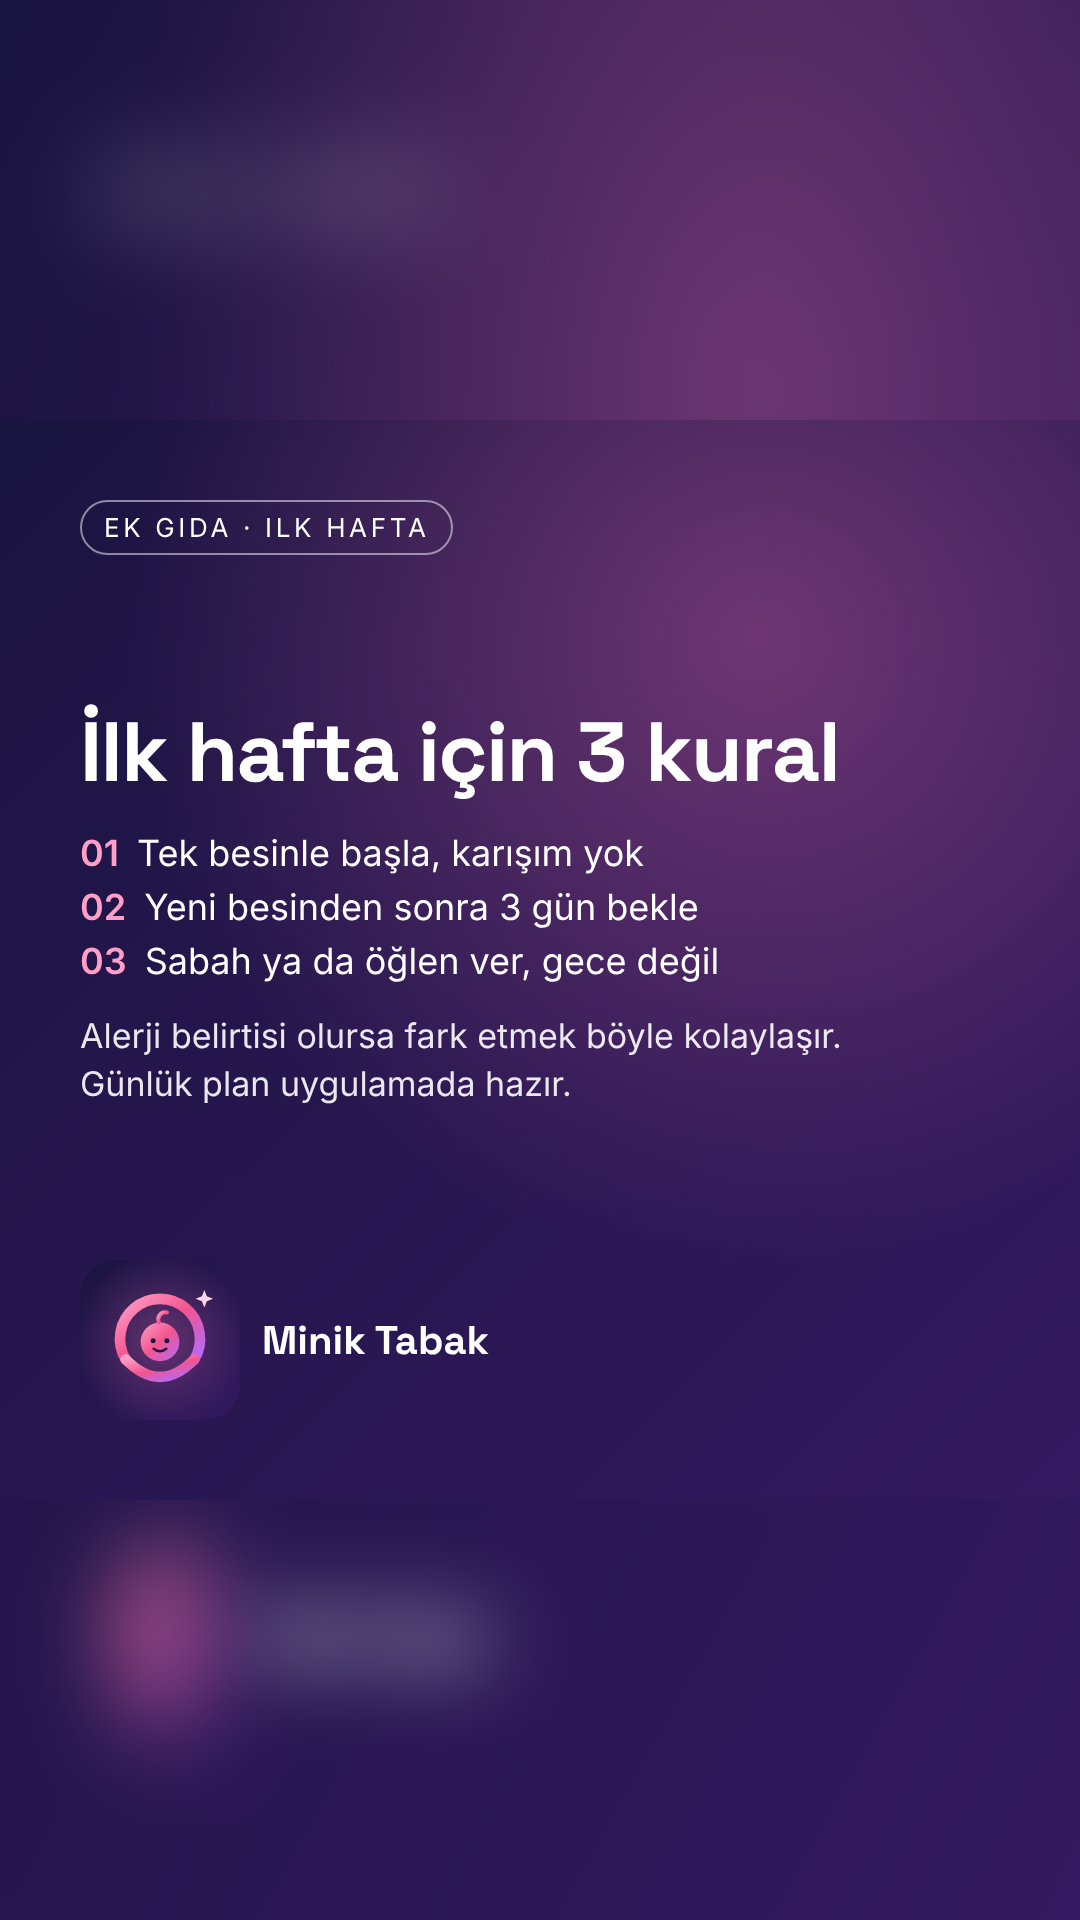 EK GIDA · ILK HAFTA
İlk hafta için 3 kural
01 Tek besinle başla, karışım yok
02 Yeni besinden sonra 3 gün bekle
03 Sabah ya da öğlen ver, gece değil
Alerji belirtisi olursa fark etmek böyle kolaylaşır.
Günlük plan uygulamada hazır.
Minik Tabak